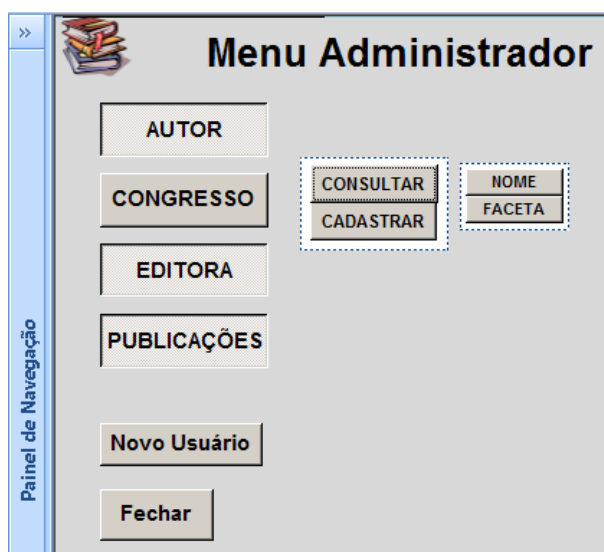 »
Menu Administrador
AUTOR
CONGRESSO
CONSULTAR
CADASTRAR
NOME
FACETA
EDITORA
PUBLICAÇÕES
Novo Usuário
Fechar
Painel de Navegação